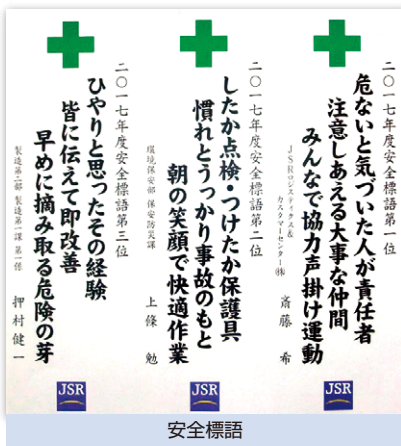 二〇一七年度安全標語第一位
危ないと気づいた人が責任者
注意しあえる大事な仲間
みんなで協力声掛け運動
JSRロジスティクス&
カスタマーセンター㈱
斎藤 希
JSR
二〇一七年度安全標語第二位
したか点検・つけたか保護具
慣れとうっかり事故のもと
朝の笑顔で快適作業
環境保安部 保安防災課
上條 勉
JSR
二〇一七年度安全標語第三位
ひやりと思ったその経験
皆に伝えて即改善
早めに摘み取る危険の芽
製造第二部 製造第一課 第一係
押村 健一
JSR
安全標語